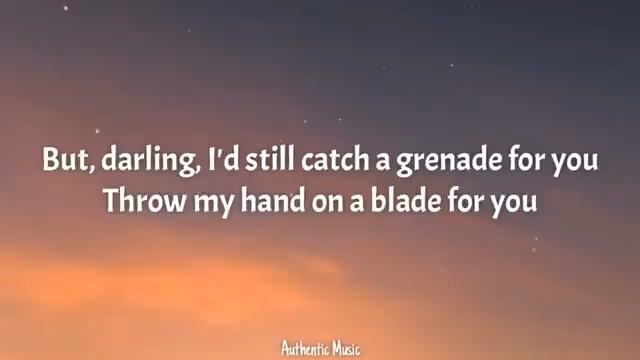 But, darling, I'd still catch a grenade for you
Throw my hand on a blade for you
Authentic Music